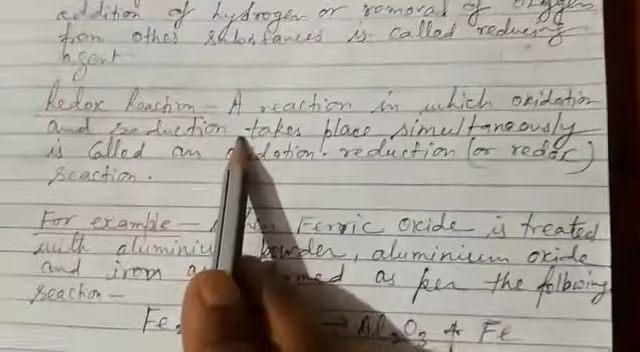 addition of hydrogen or removal of oxygen
from other substances is called reducing
Agent
Redox Reaction - A reaction in which oxidation
and reduction takes place simultaneously
is called an reduction (or redox)
reaction.
For example - Ferric oxide is treated
with aluminium powder, aluminium oxide
and iron as per the following
reaction -
Fe → Al₂O₃ + Fe